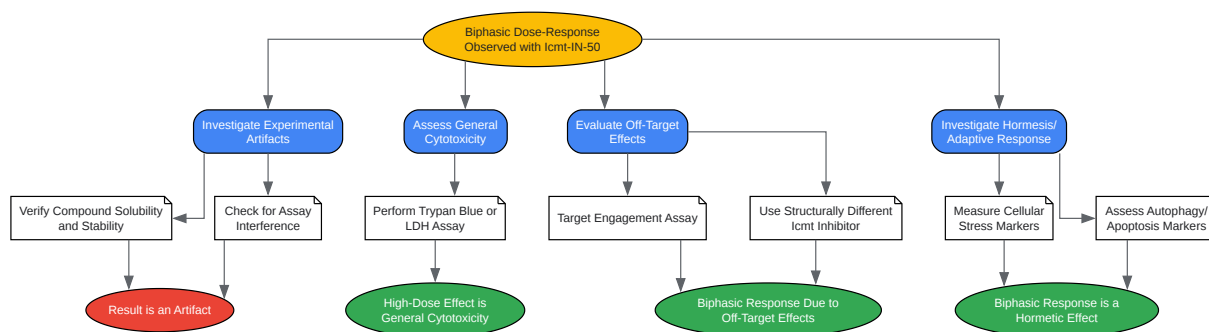 Biphasic Dose-Response
Observed with Icmt-IN-50
Investigate Experimental
Artifacts
Assess General
Cytotoxicity
Evaluate Off-Target
Effects
Investigate Hormesis/
Adaptive Response
Verify Compound Solubility
and Stability
Check for Assay
Interference
Perform Trypan Blue or
LDH Assay
Target Engagement Assay
Use Structurally Different
Icmt Inhibitor
Measure Cellular
Stress Markers
Assess Autophagy/
Apoptosis Markers
Result is an Artifact
High-Dose Effect is
General Cytotoxicity
Biphasic Response Due to
Off-Target Effects
Biphasic Response is a
Hormetic Effect